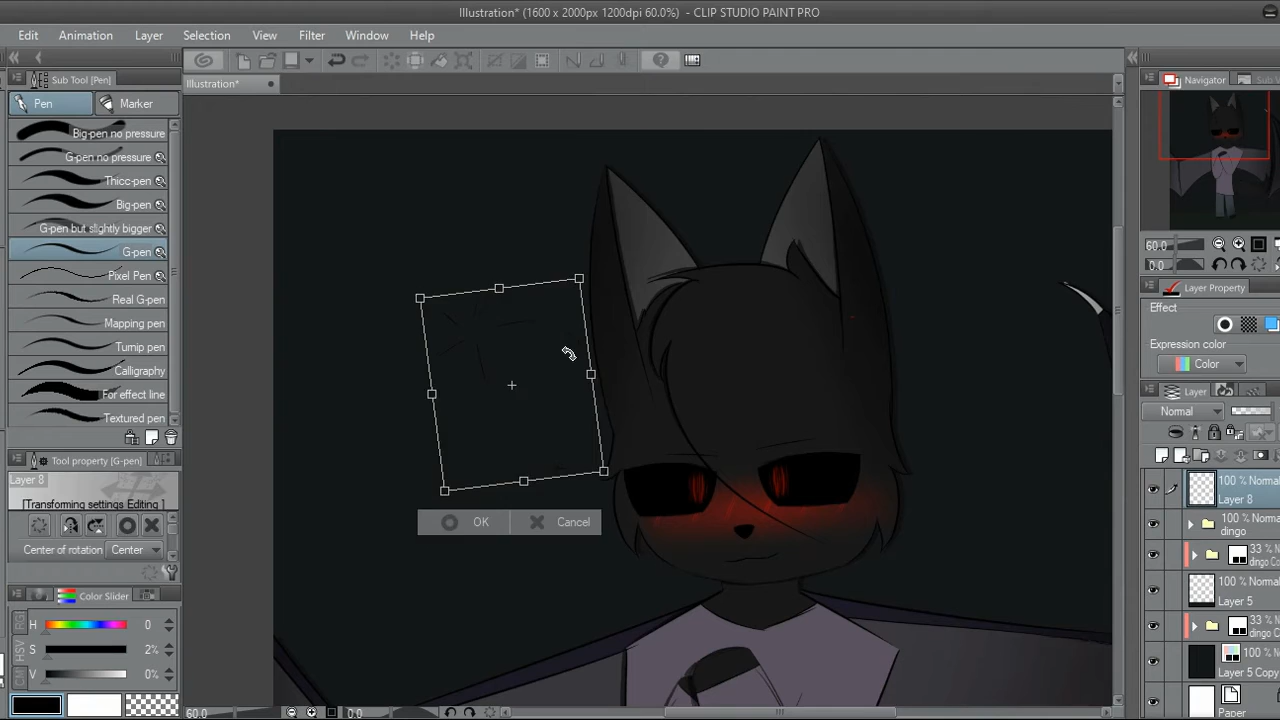 Illustration* (1600 x 2000px 1200dpi 60.0%) - CLIP STUDIO PAINT PRO
Edit Animation Layer Selection View Filter Window Help
Illustration*
Sub Tool [Pen]
Pen Marker
Big-pen no pressure
G-pen no pressure
Thicc-pen
Big-pen
G-pen but slightly bigger
G-pen
Pixel Pen
Real G-pen
Mapping pen
Turnip pen
Calligraphy
For effect line
Textured pen
Tool property [G-pen]
Layer 8
[Transforming settings Editing ]
Center of rotation Center
Color Slider
H 0
S 2%
V 0%
OK Cancel
60.0 0.0
Navigator
60.0
0.0
Layer Property
Effect
Expression color
Color
Layer
Normal
100 % Normal
Layer 8
100 % Normal
dingo
33 % N
dingo Co
100 % Normal
Layer 5
33 % N
dingo Co
100 % N
Layer 5 Copy
Paper